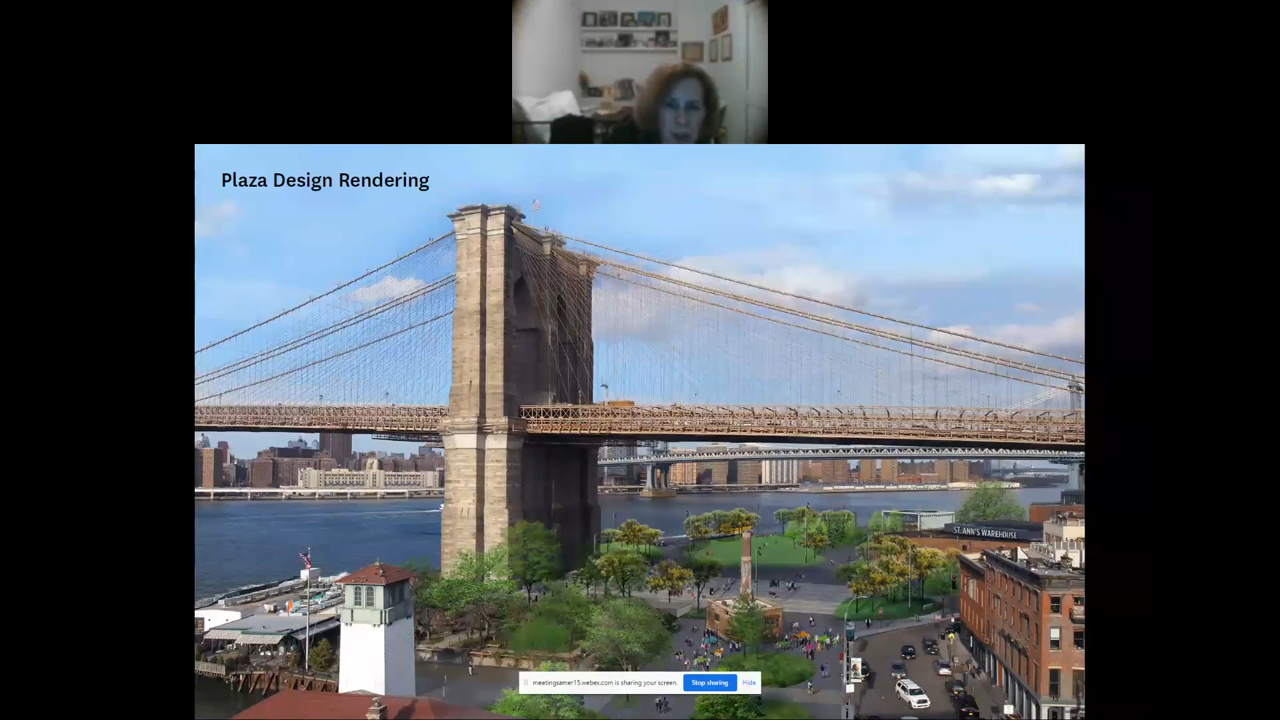 Plaza Design Rendering
ST. ANN'S WAREHOUSE
meetingsamer15.webex.com is sharing your screen.
Stop sharing
Hide